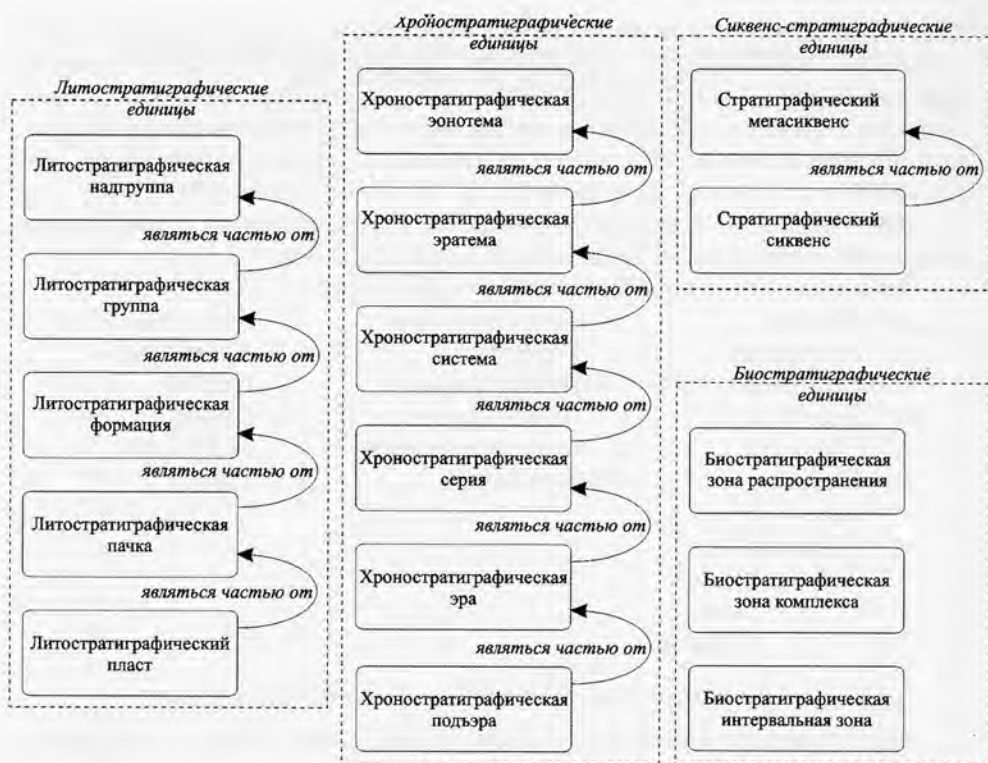 Литостратиграфические
единицы
Литостратиграфическая
надгруппа
являться частью от
Литостратиграфическая
группа
являться частью от
Литостратиграфическая
формация
являться частью от
Литостратиграфическая
пачка
являться частью от
Литостратиграфический
пласт
Хроностратиграфические
единицы
Хроностратиграфическая
эонотема
являться частью от
Хроностратиграфическая
эратема
являться частью от
Хроностратиграфическая
система
являться частью от
Хроностратиграфическая
серия
являться частью от
Хроностратиграфическая
эра
являться частью от
Хроностратиграфическая
подъэра
Сиквенс-стратиграфические
единицы
Стратиграфический
мегасиквенс
являться частью от
Стратиграфический
сиквенс
Биостратиграфические
единицы
Биостратиграфическая
зона распространения
Биостратиграфическая
зона комплекса
Биостратиграфическая
интервальная зона